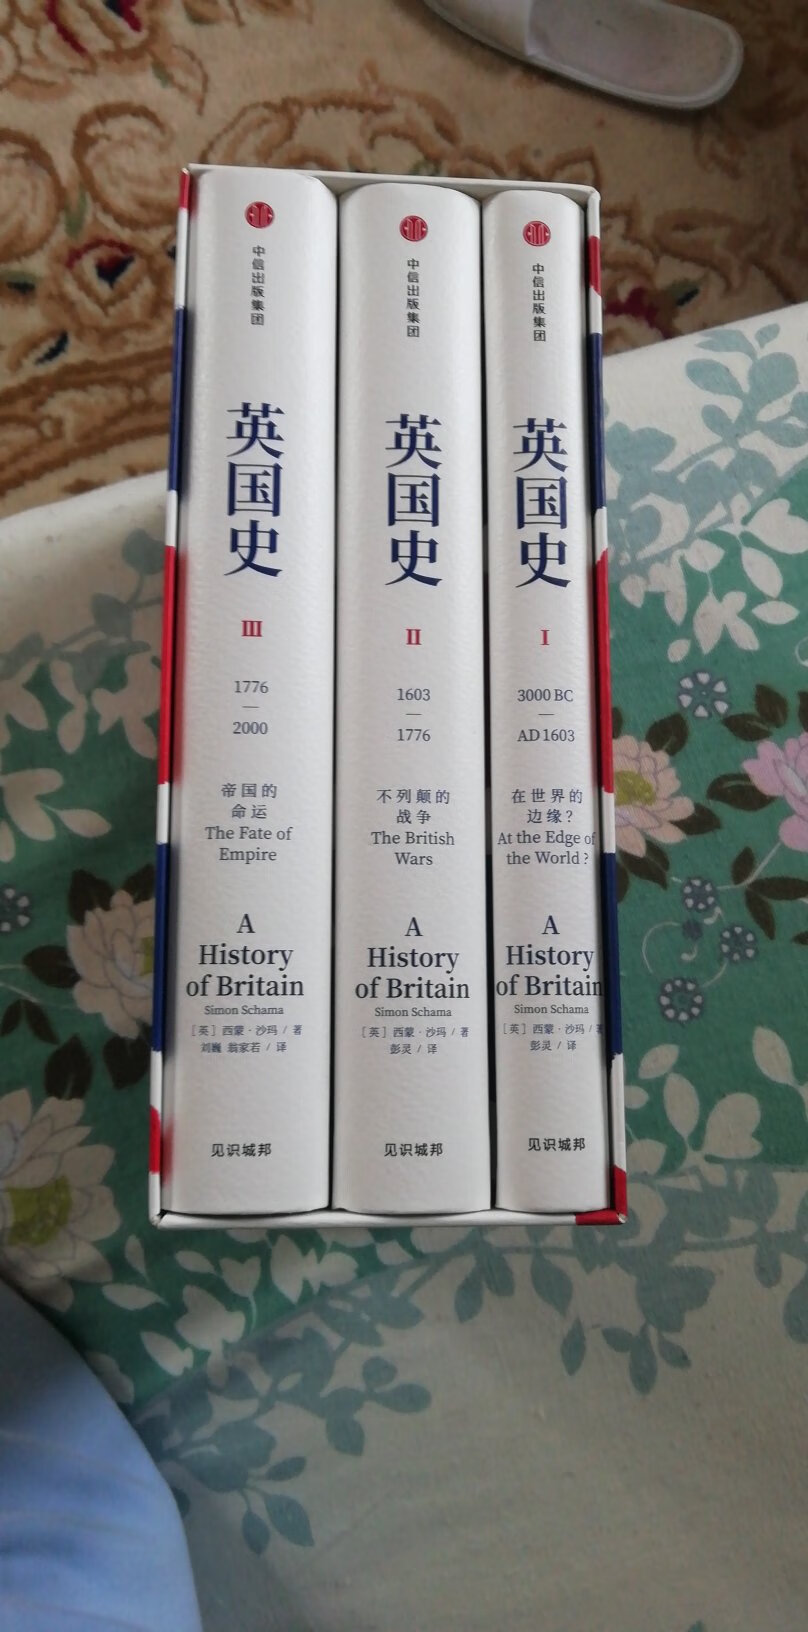 中信出版集团
英国史
III
1776
—
2000
帝国的
命运
The Fate of
Empire
A
History
of Britain
Simon Schama
[英] 西蒙·沙玛 / 著
刘巍 翁家若 / 译
见识城邦
中信出版集团
英国史
II
1603
—
1776
不列颠的
战争
The British
Wars
A
History
of Britain
Simon Schama
[英] 西蒙·沙玛 / 著
彭灵 / 译
见识城邦
中信出版集团
英国史
I
3000 BC
—
AD 1603
在世界的
边缘？
At the Edge of
the World ?
A
History
of Britain
Simon Schama
[英] 西蒙·沙玛 / 著
彭灵 / 译
见识城邦